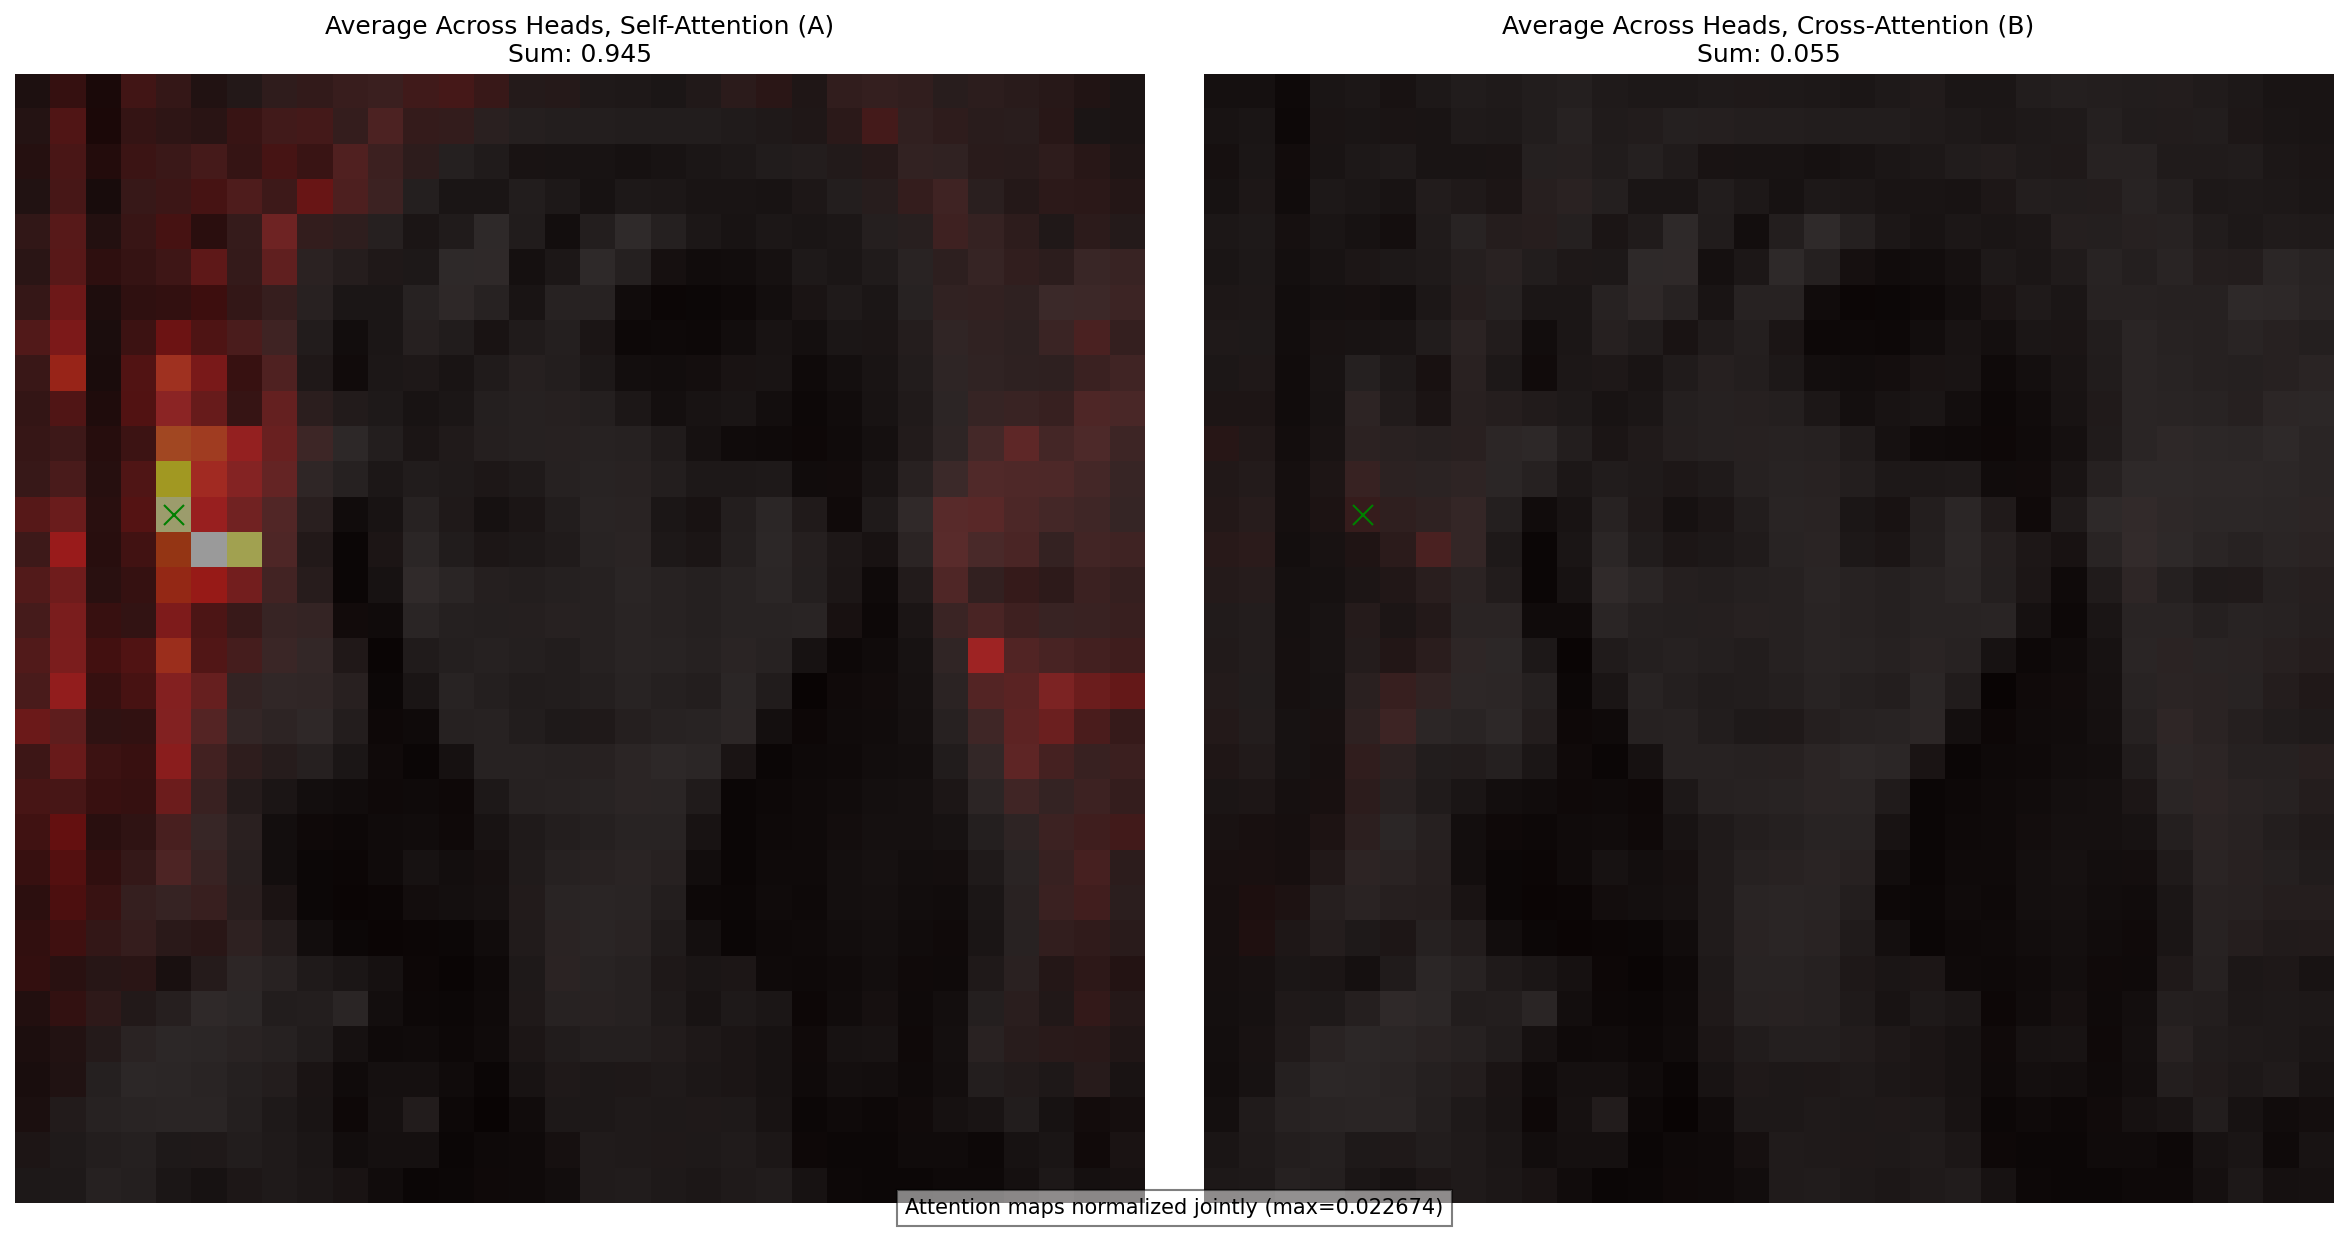 Average Across Heads, Self-Attention (A)
Sum: 0.945
Average Across Heads, Cross-Attention (B)
Sum: 0.055
Attention maps normalized jointly (max=0.022674)